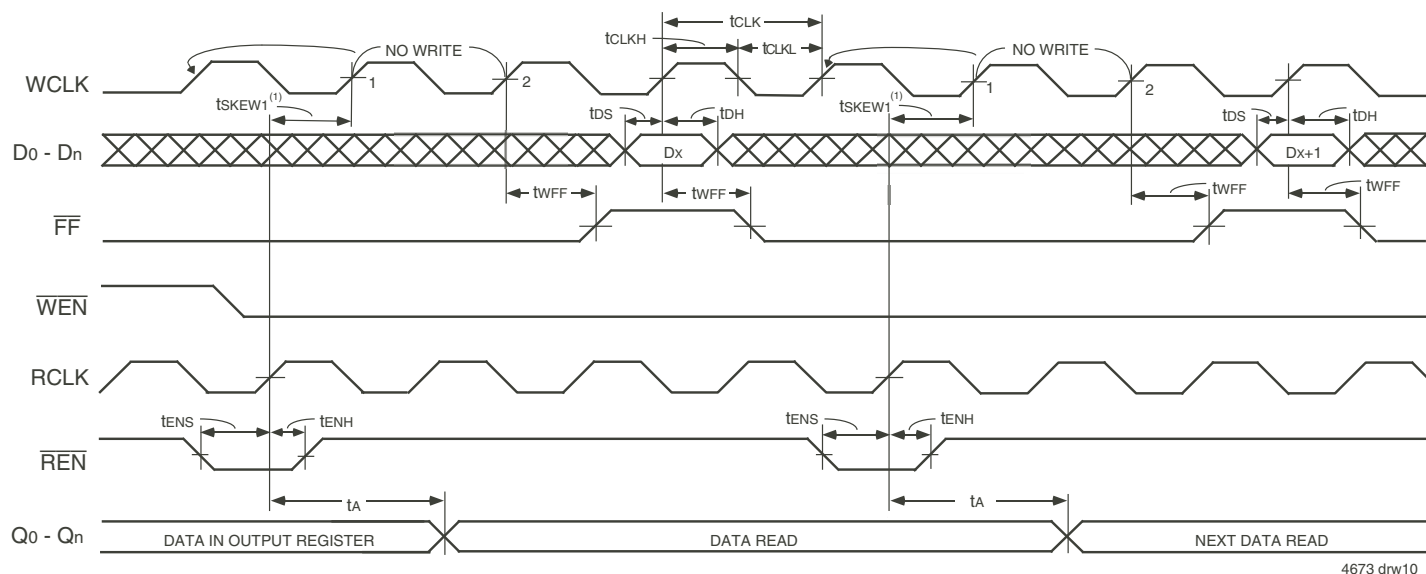 tCLK
tCLKH
tCLKL
NO WRITE
NO WRITE
WCLK
1
2
1
2
tSKEW1(1)
tDS
tDH
tSKEW1(1)
tDS
tDH
D0 - Dn
Dx
Dx+1
tWFF
tWFF
tWFF
tWFF
FF
WEN
RCLK
tENS
tENH
tENS
tENH
REN
tA
tA
Q0 - Qn
DATA IN OUTPUT REGISTER
DATA READ
NEXT DATA READ
4673 drw10